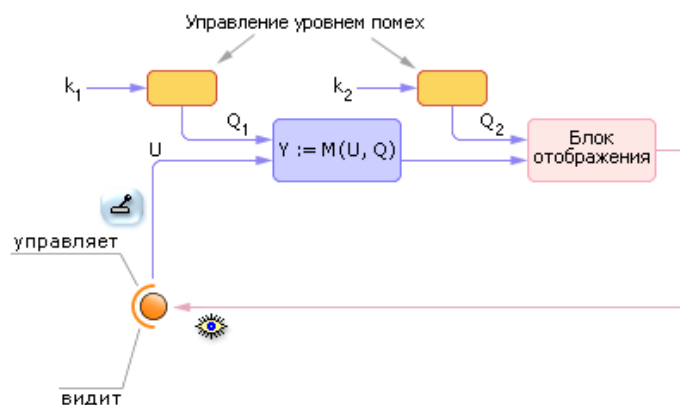 Управление уровнем помех
k₁
k₂
Q₁
Q₂
U
Y := M(U, Q)
Блок
отображения
управляет
видит